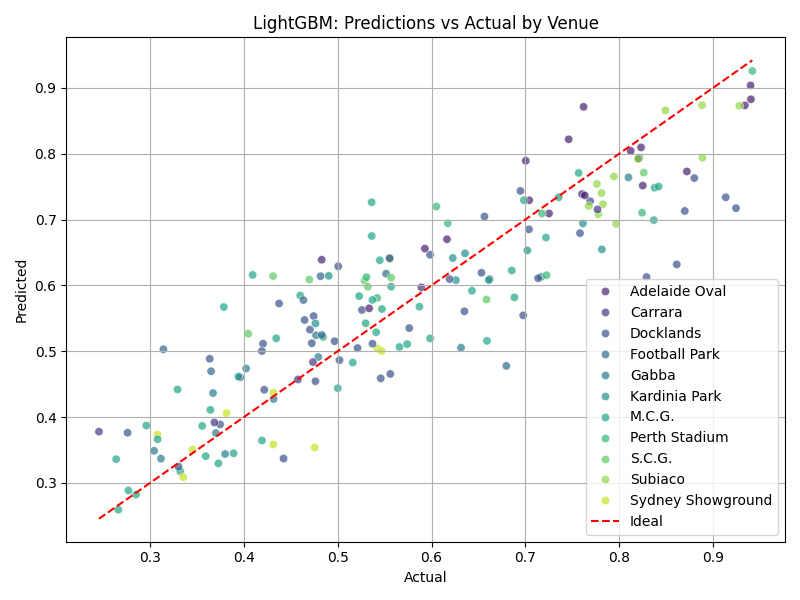 LightGBM: Predictions vs Actual by Venue
Predicted
0.9
0.8
0.7
0.6
0.5
0.4
0.3
Adelaide Oval
Carrara
Docklands
Football Park
Gabba
Kardinia Park
M.C.G.
Perth Stadium
S.C.G.
Subiaco
Sydney Showground
Ideal
0.3 0.4 0.5 0.6 0.7 0.8 0.9
Actual